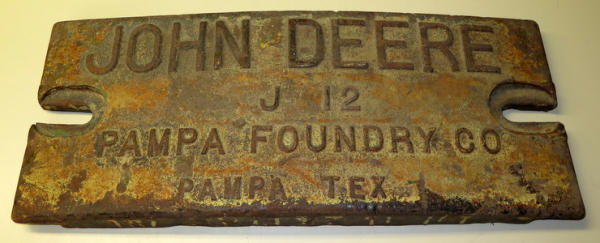 JOHN DEERE
J 12
PAMPA FOUNDRY CO
PAMPA TEX